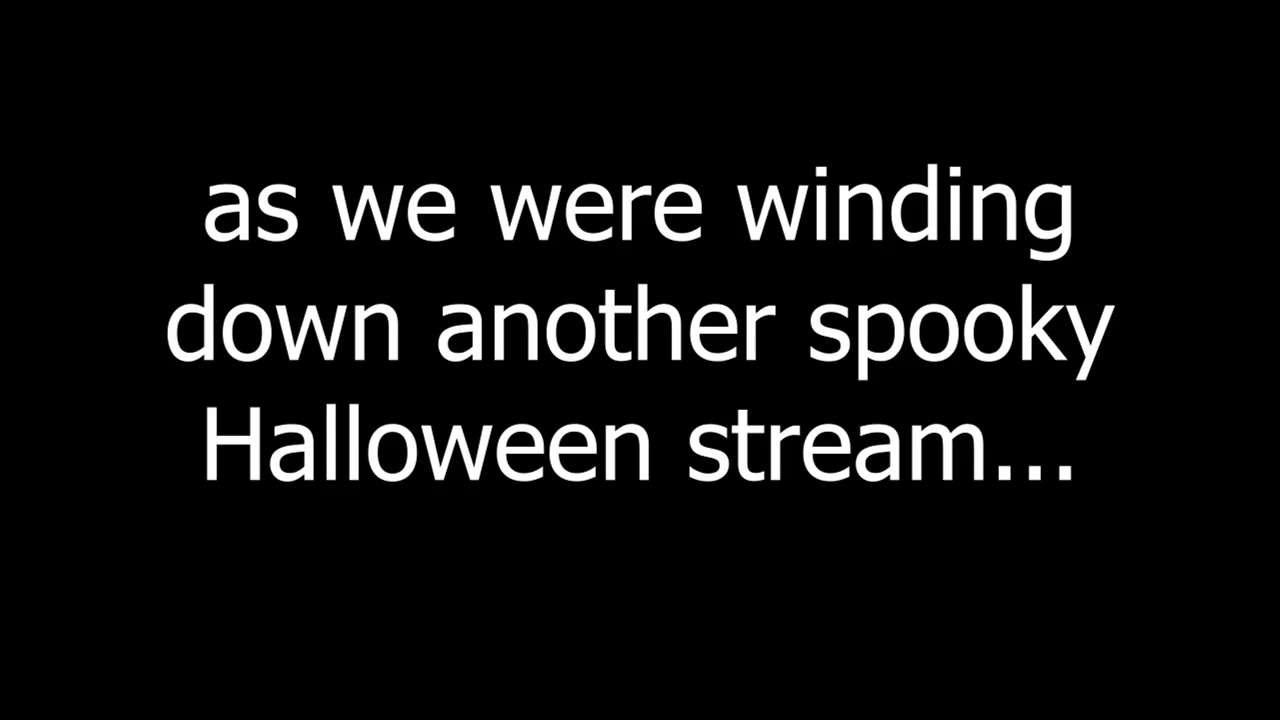 as we were winding
down another spooky
Halloween stream...